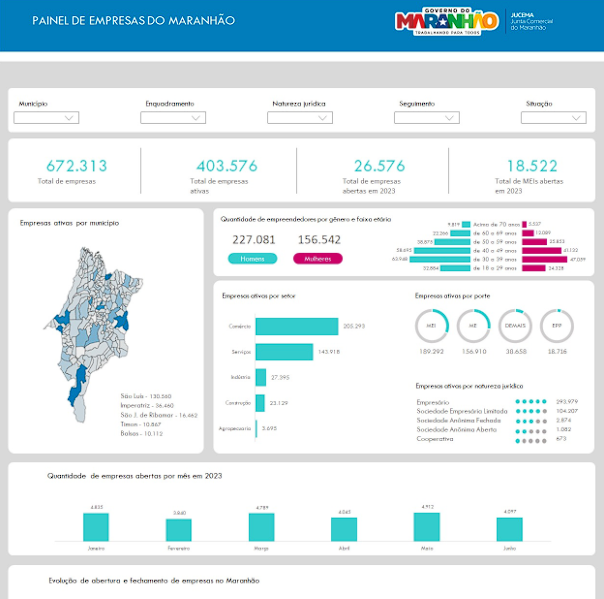 PAINEL DE EMPRESAS DO MARANHÃO
GOVERNO DO
MARANHÃO
TRABALHANDO PARA TODOS
JUCEMA
Junta Comercial
do Maranhão
Município
Enquadramento
Natureza jurídica
Seguimento
Situação
672.313
Total de empresas
403.576
Total de empresas
ativas
26.576
Total de empresas
abertas em 2023
18.522
Total de MEIs abertas
em 2023
Empresas ativas por município
São Luís - 130.560
Imperatriz - 36.460
São J. de Ribamar - 16.462
Timon - 10.867
Balsas - 10.112
Quantidade de empreendedores por gênero e faixa etária
227.081
Homens
156.542
Mulheres
9.819 Acima de 70 anos 5.537
22.266 de 60 a 69 anos 13.089
38.875 de 50 a 59 anos 25.853
58.695 de 40 a 49 anos 41.122
63.948 de 30 a 39 anos 47.059
32.884 de 18 a 29 anos 24.528
Empresas ativas por setor
Comércio 205.293
Serviços 143.918
Indústria 27.395
Construção 23.129
Agropecuária 3.695
Empresas ativas por porte
MEI
ME
DEMAIS
EPP
189.292
156.910
38.658
18.716
Empresas ativas por natureza jurídica
Empresário 293.979
Sociedade Empresária Limitada 104.207
Sociedade Anônima Fechada 2.874
Sociedade Anônima Aberta 1.082
Cooperativa 673
Quantidade de empresas abertas por mês em 2023
4.835
3.840
4.789
4.045
4.912
4.097
Janeiro
Fevereiro
Março
Abril
Maio
Junho
Evolução de abertura e fechamento de empresas no Maranhão